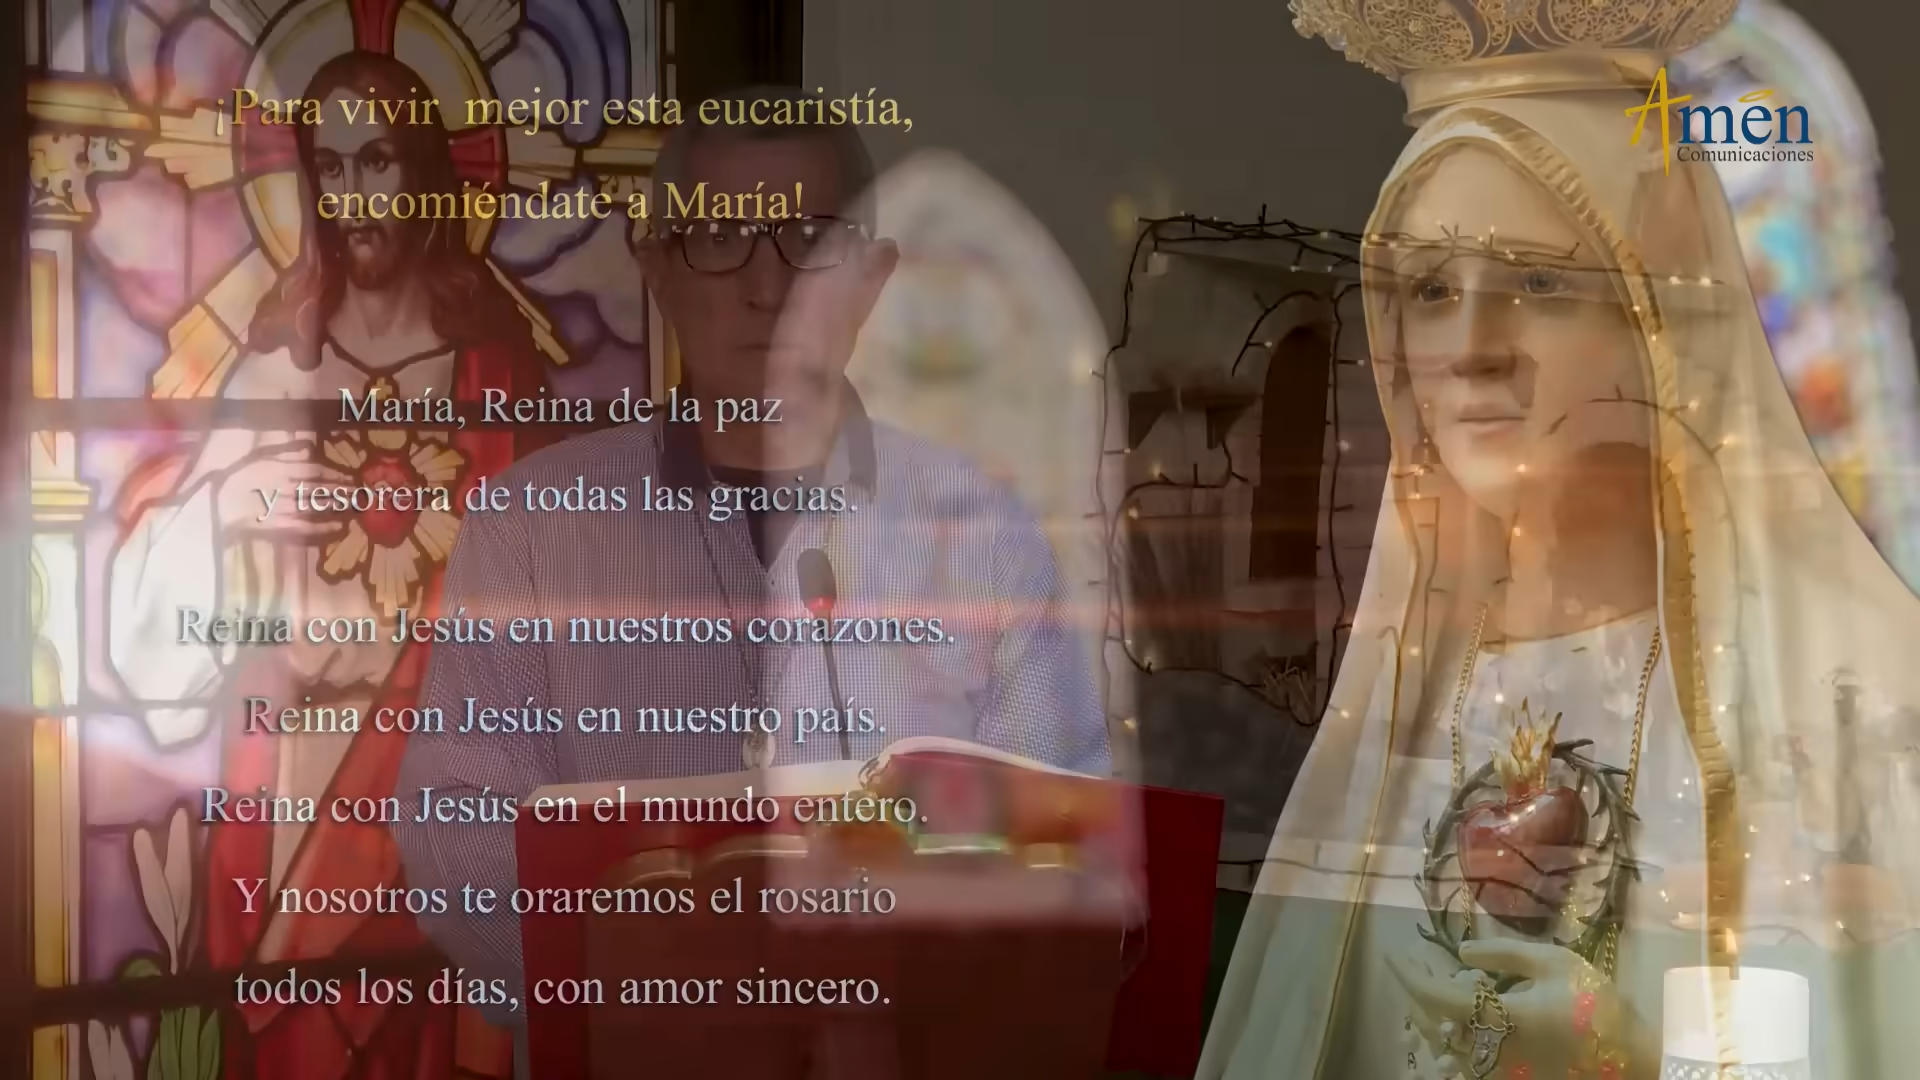 ¡Para vivir mejor esta eucaristía,
encomiéndate a María!
Amén
Comunicaciones
María, Reina de la paz
y tesorera de todas las gracias.
Reina con Jesús en nuestros corazones.
Reina con Jesús en nuestro país.
Reina con Jesús en el mundo entero.
Y nosotros te oraremos el rosario
todos los días, con amor sincero.